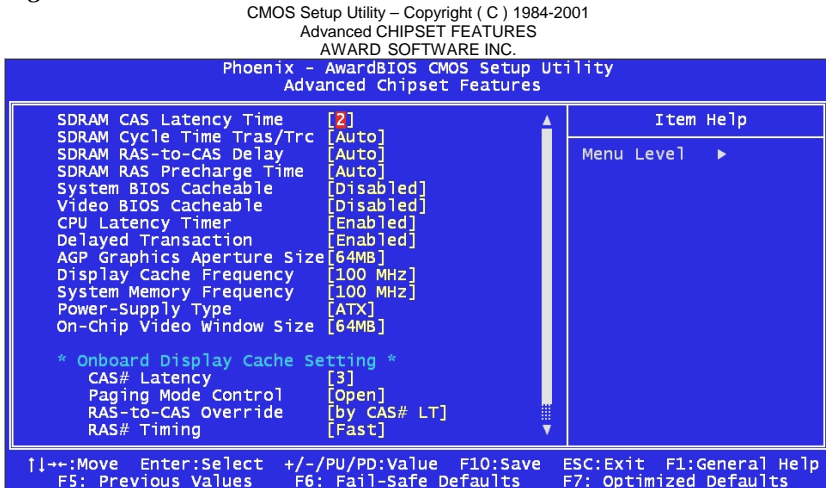 CMOS Setup Utility – Copyright ( C ) 1984-2001
Advanced CHIPSET FEATURES
AWARD SOFTWARE INC.
Phoenix - AwardBIOS CMOS Setup Utility
Advanced Chipset Features
SDRAM CAS Latency Time [2]
SDRAM Cycle Time Tras/Trc [Auto]
SDRAM RAS-to-CAS Delay [Auto]
SDRAM RAS Precharge Time [Auto]
System BIOS Cacheable [Disabled]
Video BIOS Cacheable [Disabled]
CPU Latency Timer [Enabled]
Delayed Transaction [Enabled]
AGP Graphics Aperture Size[64MB]
Display Cache Frequency [100 MHz]
System Memory Frequency [100 MHz]
Power-Supply Type [ATX]
On-Chip Video Window Size [64MB]
* Onboard Display Cache Setting *
CAS# Latency [3]
Paging Mode Control [Open]
RAS-to-CAS Override [by CAS# LT]
RAS# Timing [Fast]
Item Help
Menu Level ▶
↑↓→←:Move Enter:Select +/-/PU/PD:Value F10:Save ESC:Exit F1:General Help
F5: Previous Values F6: Fail-Safe Defaults F7: Optimized Defaults